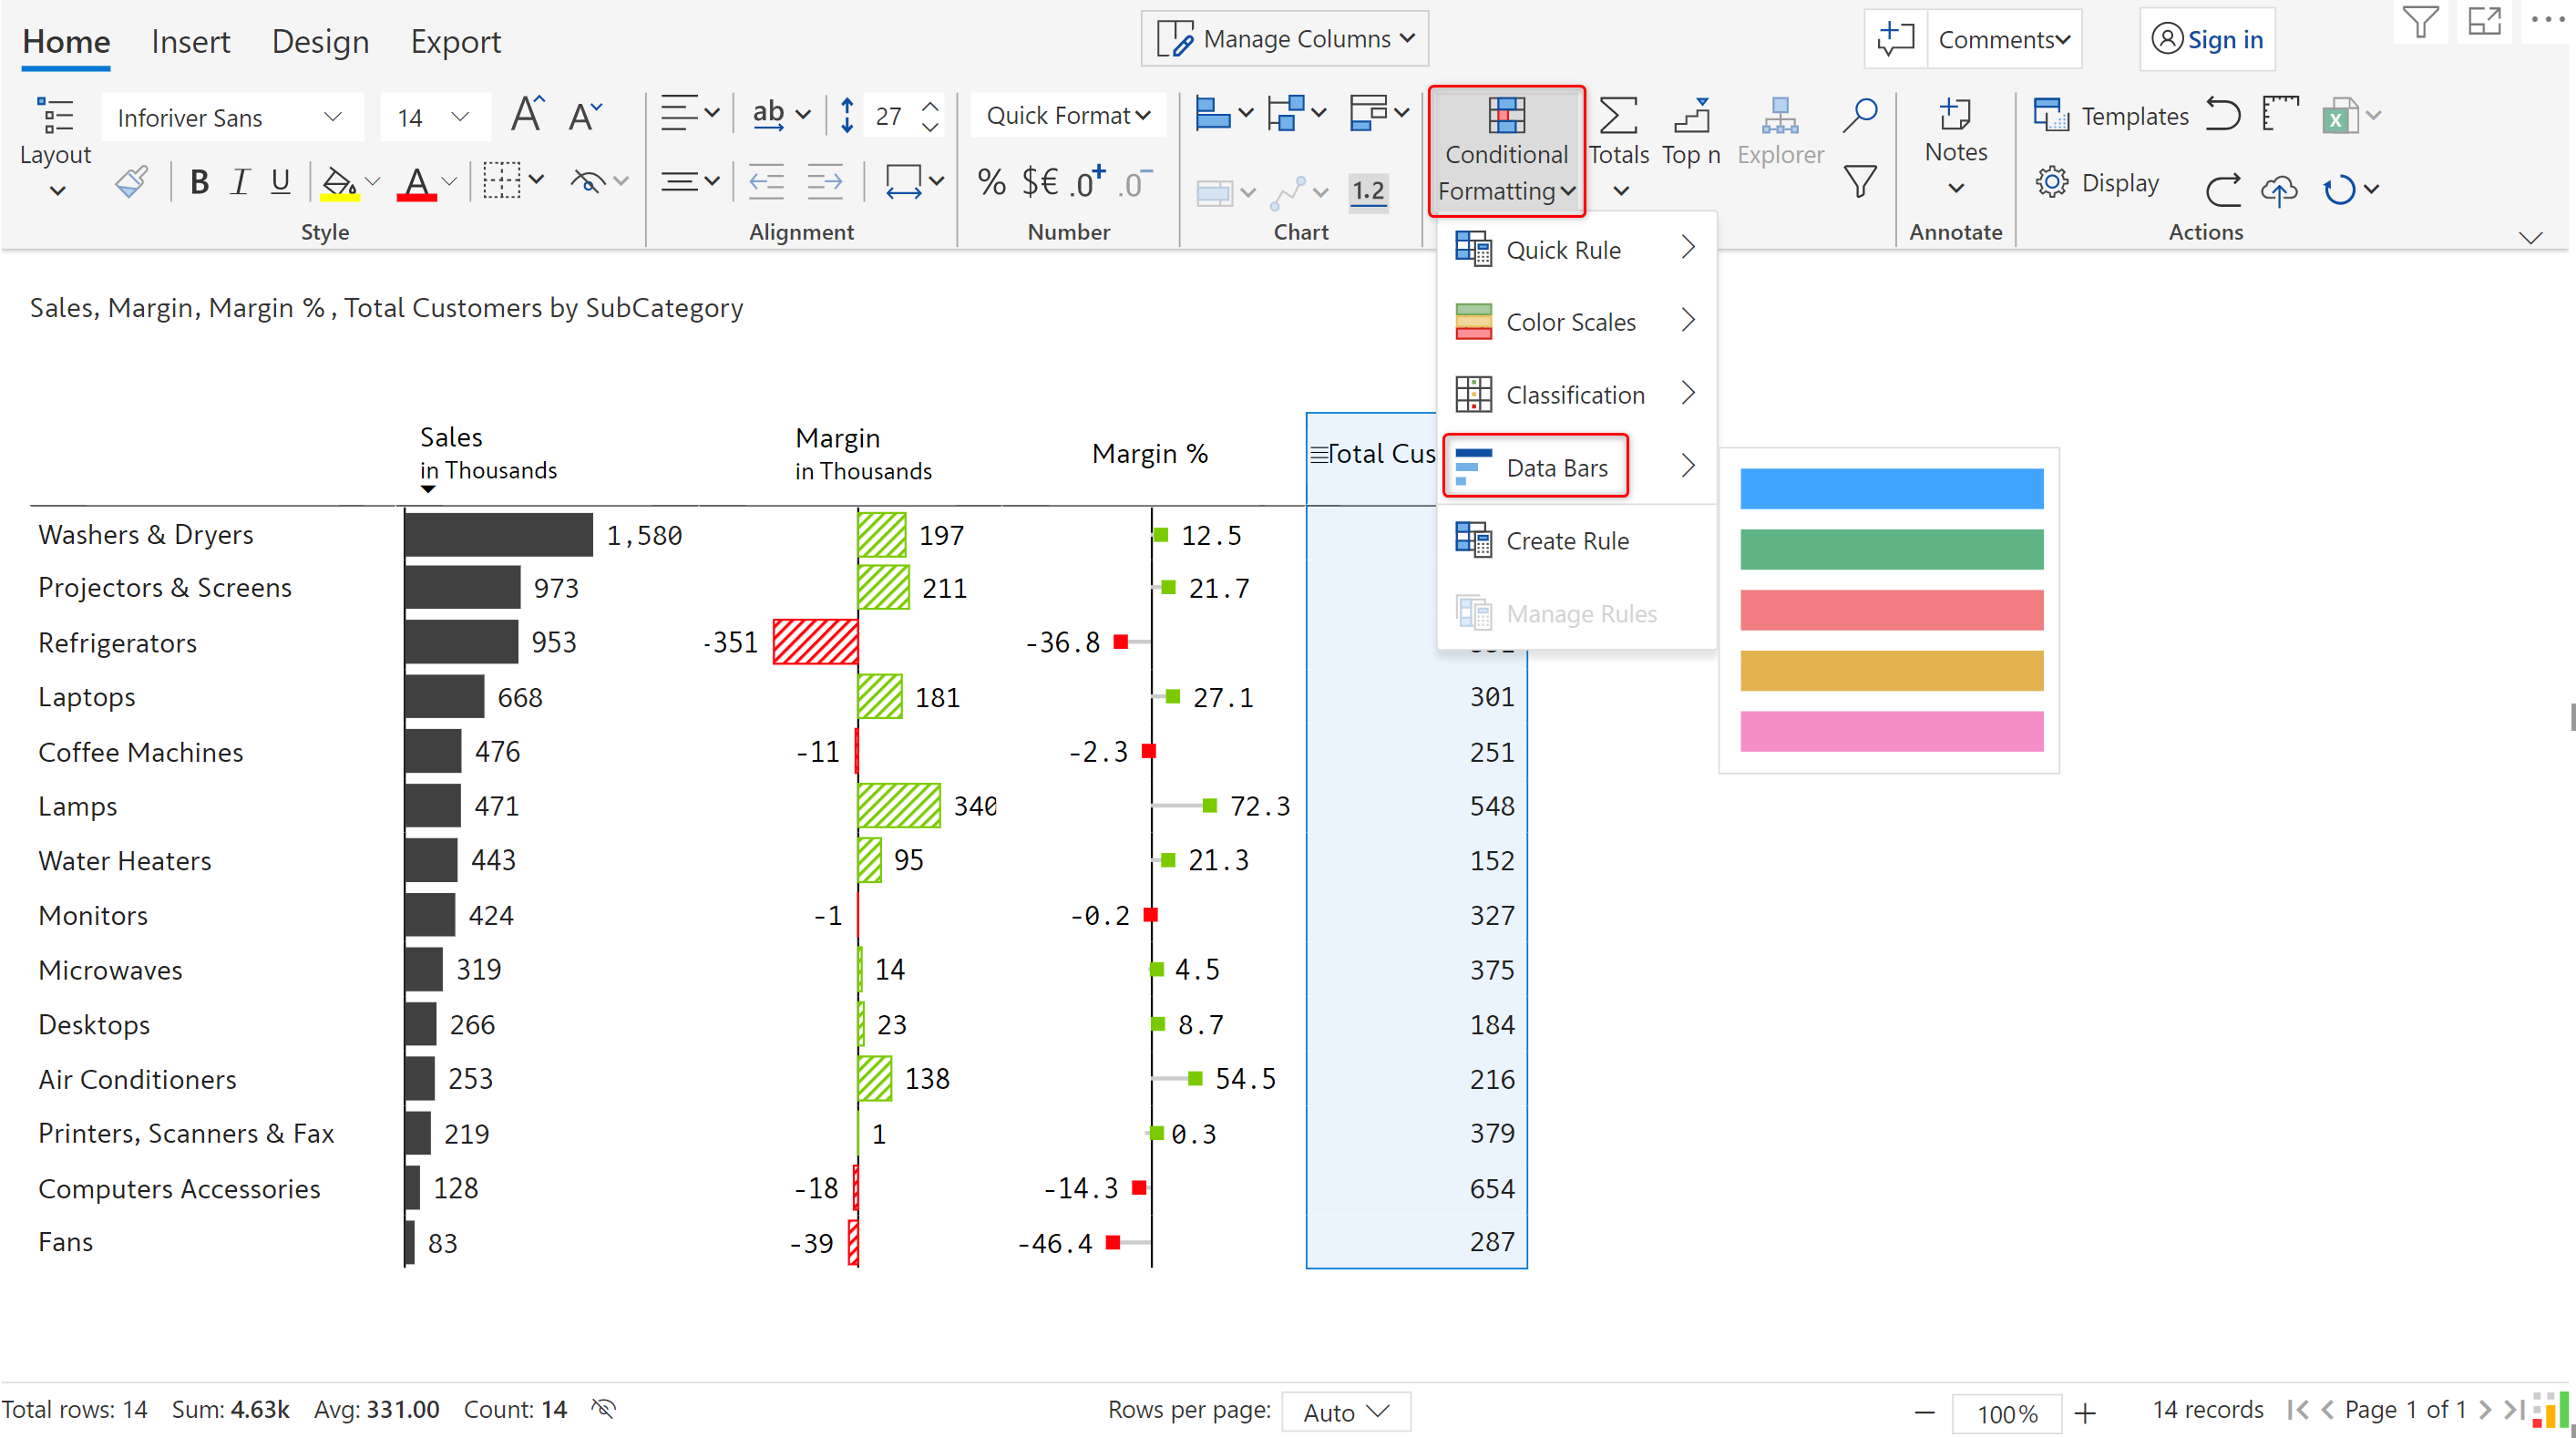 Home Insert Design Export Manage Columns Comments Sign in
Inforiver Sans 14 ab 27 Quick Format Conditional Formatting Totals Top n Explorer Notes Templates
Layout B I U A % $€ .0 .0 1.2 Display
Style Alignment Number Chart Annotate Actions
Quick Rule
Color Scales
Classification
Data Bars
Create Rule
Manage Rules
Sales, Margin, Margin %, Total Customers by SubCategory
Sales in Thousands Margin in Thousands Margin % Total Cus
Washers & Dryers 1,580 197 12.5
Projectors & Screens 973 211 21.7
Refrigerators 953 -351 -36.8
Laptops 668 181 27.1 301
Coffee Machines 476 -11 -2.3 251
Lamps 471 340 72.3 548
Water Heaters 443 95 21.3 152
Monitors 424 -1 -0.2 327
Microwaves 319 14 4.5 375
Desktops 266 23 8.7 184
Air Conditioners 253 138 54.5 216
Printers, Scanners & Fax 219 1 0.3 379
Computers Accessories 128 -18 -14.3 654
Fans 83 -39 -46.4 287
Total rows: 14 Sum: 4.63k Avg: 331.00 Count: 14 Rows per page: Auto 100% 14 records Page 1 of 1